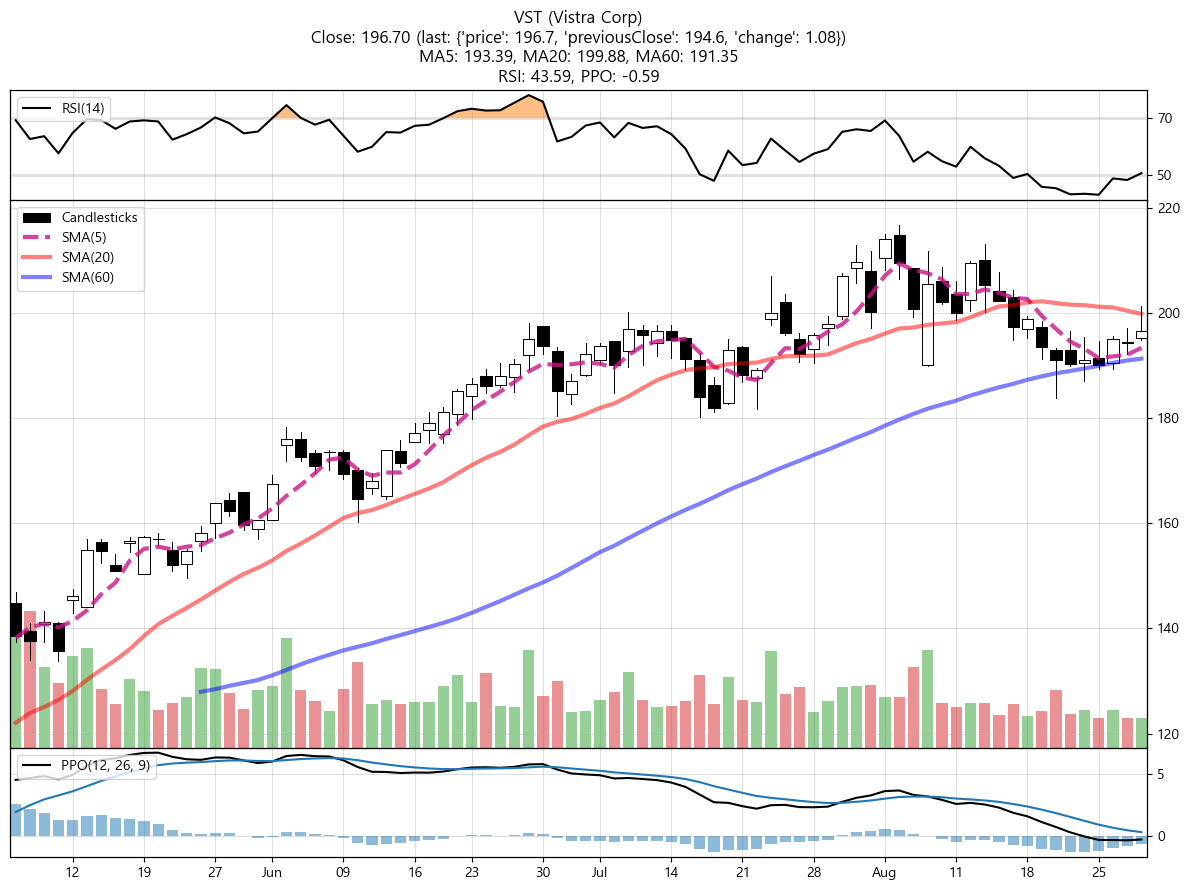 VST (Vistra Corp)
Close: 196.70 (last: {'price': 196.7, 'previousClose': 194.6, 'change': 1.08})
MA5: 193.39, MA20: 199.88, MA60: 191.35
RSI: 43.59, PPO: -0.59
RSI(14)
70
50
Candlesticks
SMA(5)
SMA(20)
SMA(60)
220
200
180
160
140
120
PPO(12, 26, 9)
5
0
12 19 27 Jun 09 16 23 30 Jul 14 21 28 Aug 11 18 25